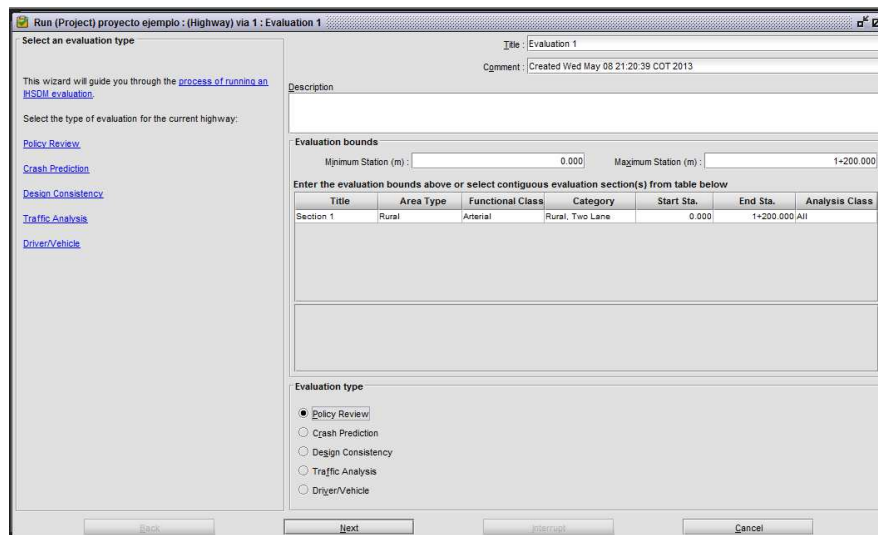 Run (Project) proyecto ejemplo : (Highway) via 1 : Evaluation 1
Select an evaluation type
This wizard will guide you through the process of running an
IHSDM evaluation.
Select the type of evaluation for the current highway:
Policy Review
Crash Prediction
Design Consistency
Traffic Analysis
Driver/Vehicle
Title : Evaluation 1
Comment : Created Wed May 08 21:20:39 COT 2013
Description
Evaluation bounds
Minimum Station (m) : 0.000 Maximum Station (m) : 1+200.000
Enter the evaluation bounds above or select contiguous evaluation section(s) from table below
Title Area Type Functional Class Category Start Sta. End Sta. Analysis Class
Section 1 Rural Arterial Rural, Two Lane 0.000 1+200.000 All
Evaluation type
Policy Review
Crash Prediction
Design Consistency
Traffic Analysis
Driver/Vehicle
Back Next Interrupt Cancel